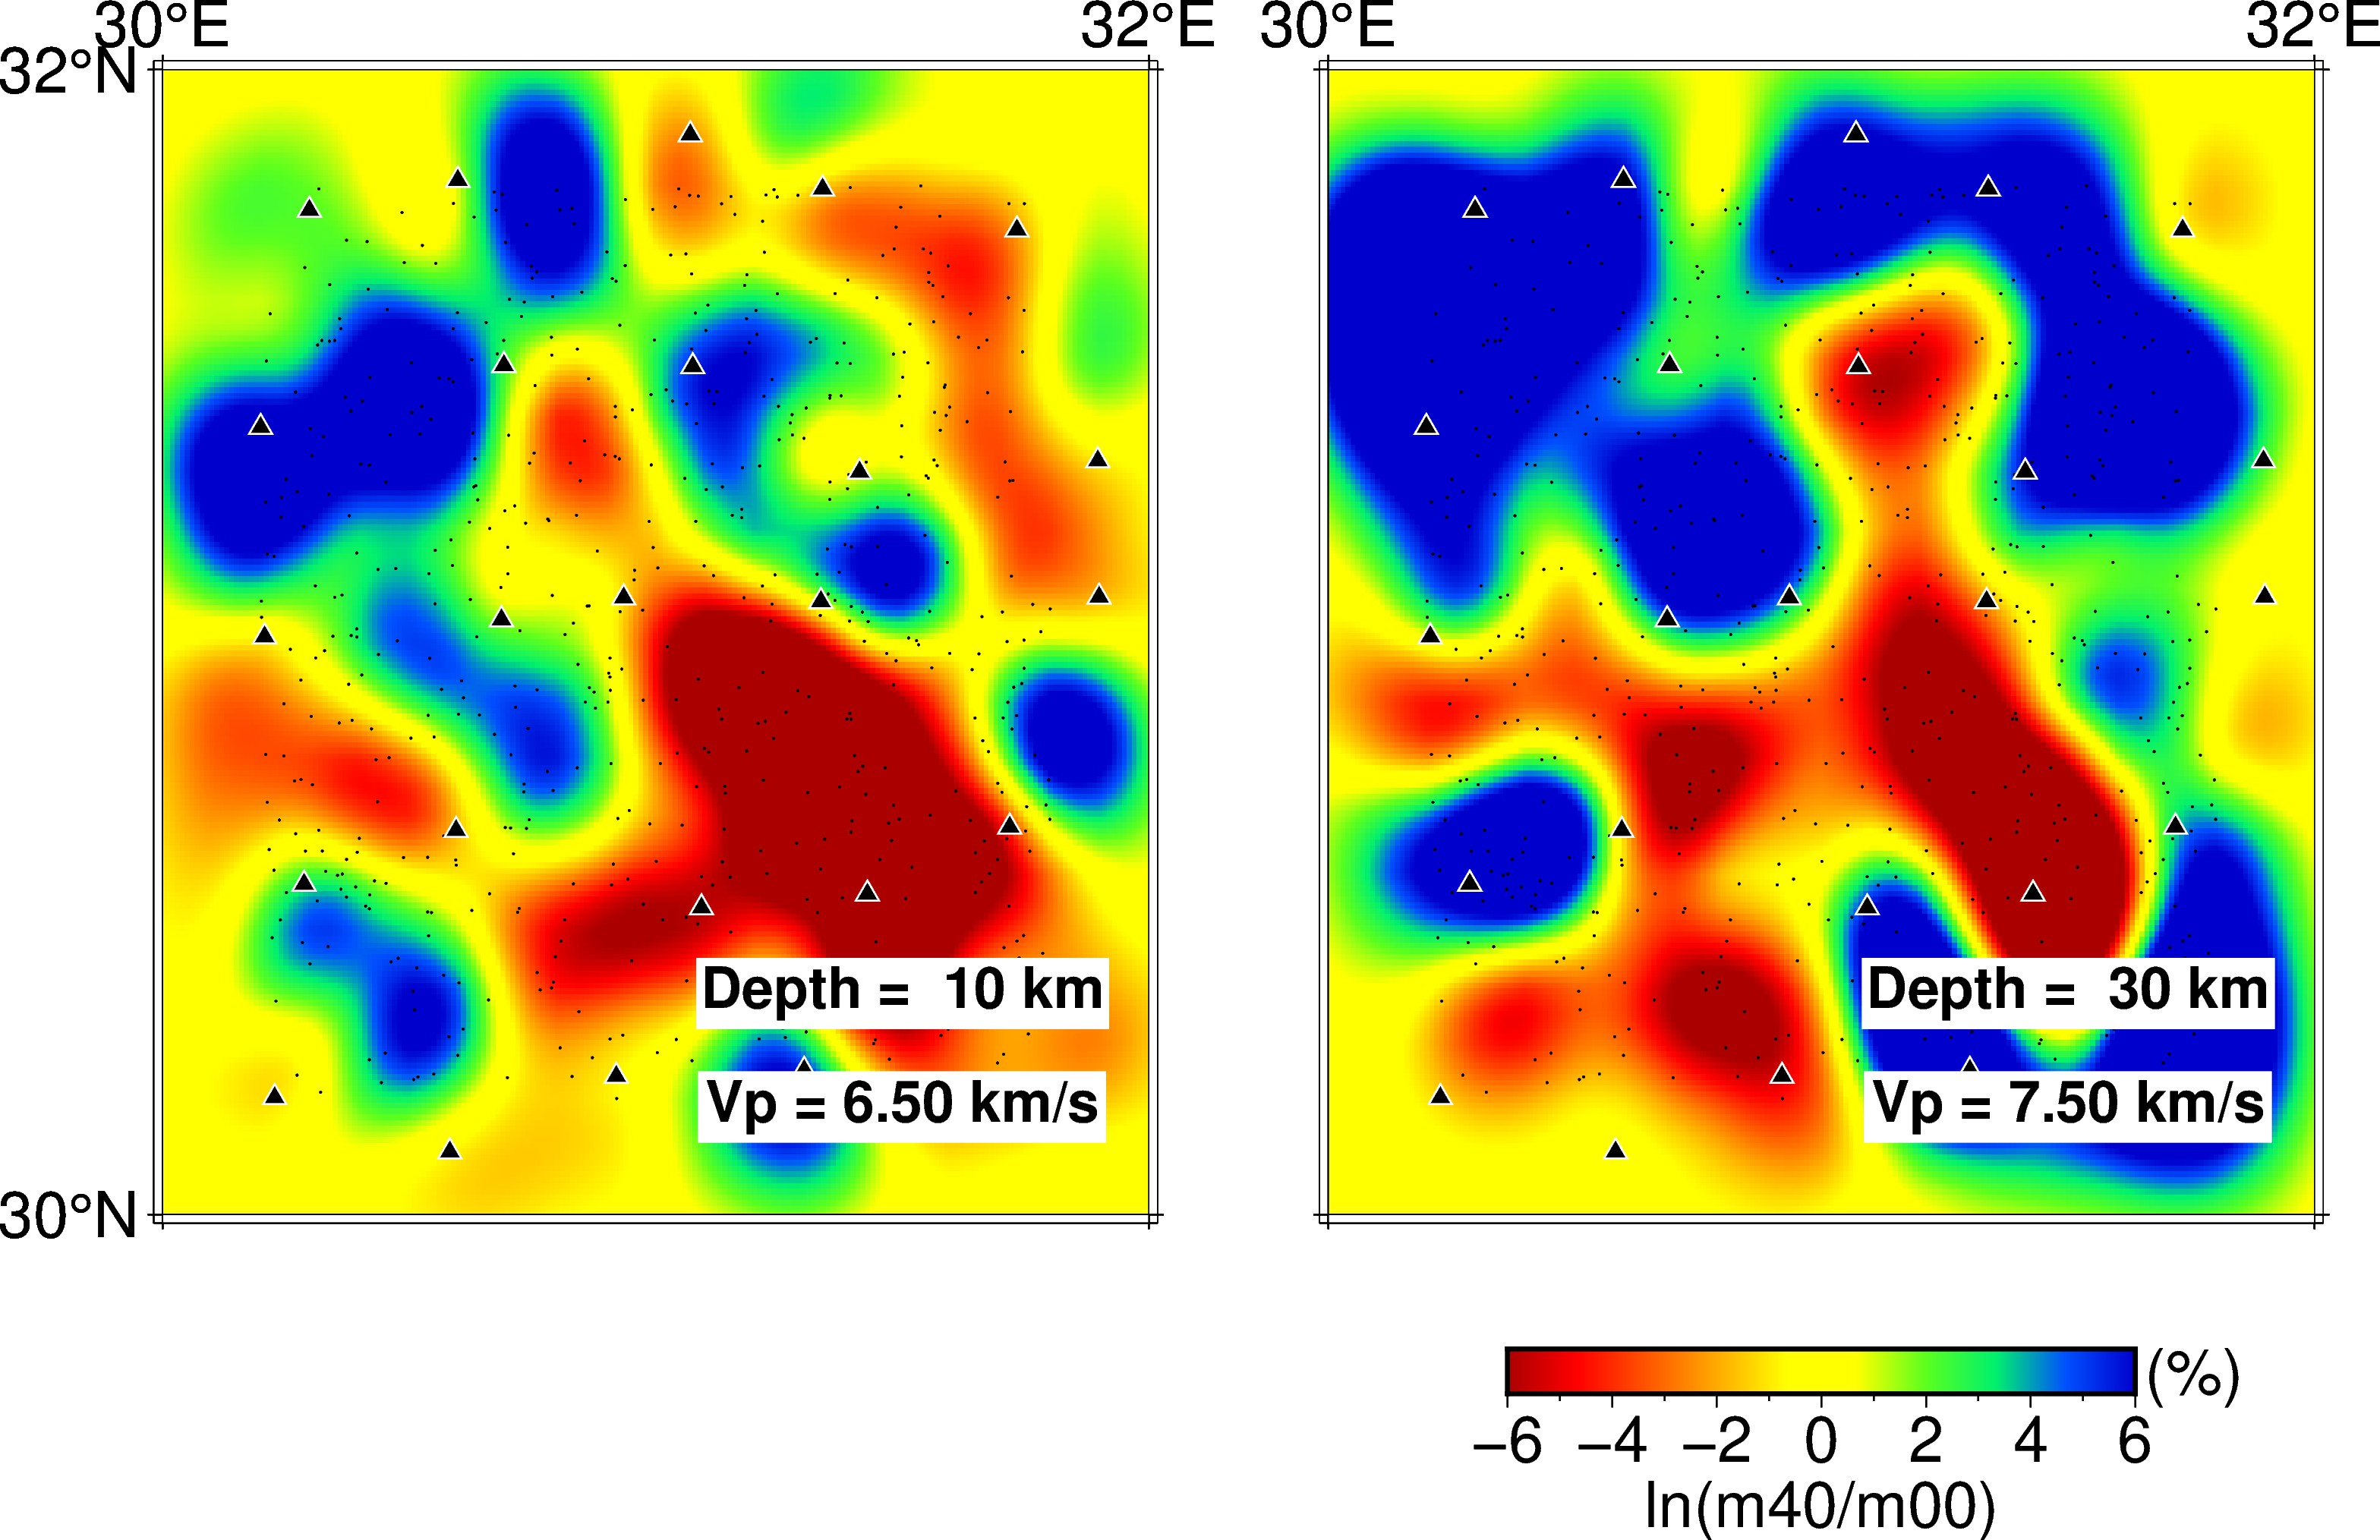 30°E 32°E 30°E 32°E
32°N
Depth = 10 km Depth = 30 km
Vp = 6.50 km/s Vp = 7.50 km/s
30°N
(%)
−6 −4 −2 0 2 4 6
ln(m40/m00)